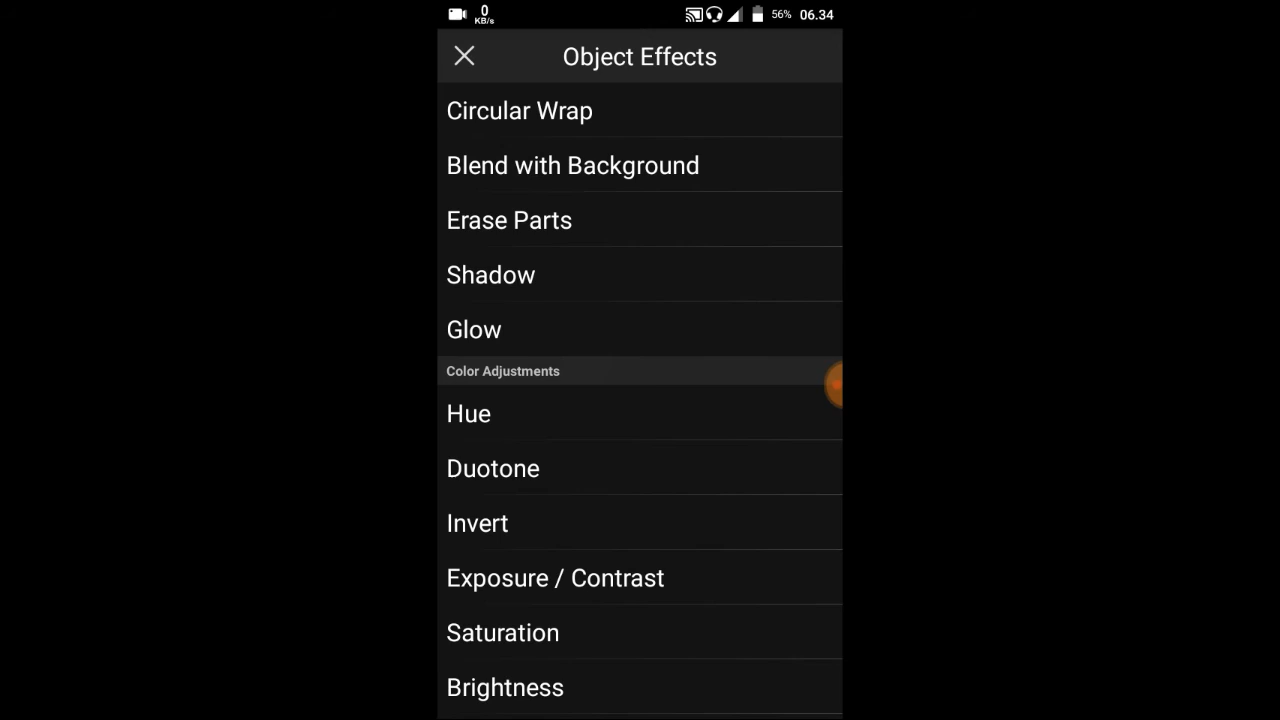 0
KB/s
56% 06.34
Object Effects
Circular Wrap
Blend with Background
Erase Parts
Shadow
Glow
Color Adjustments
Hue
Duotone
Invert
Exposure / Contrast
Saturation
Brightness